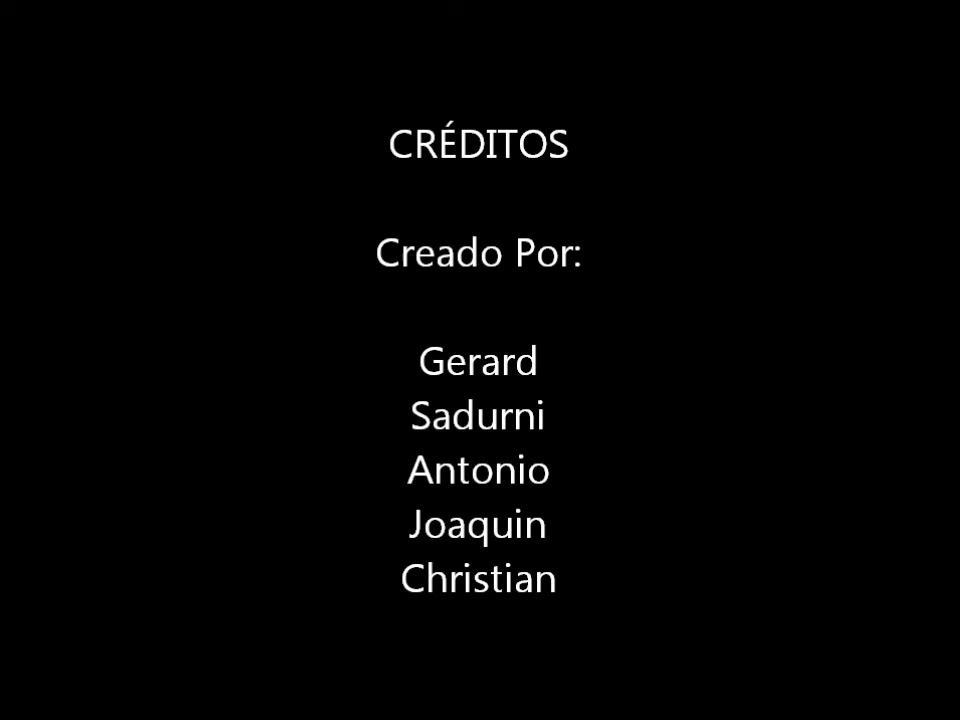 CRÉDITOS
Creado Por:
Gerard
Sadurni
Antonio
Joaquin
Christian